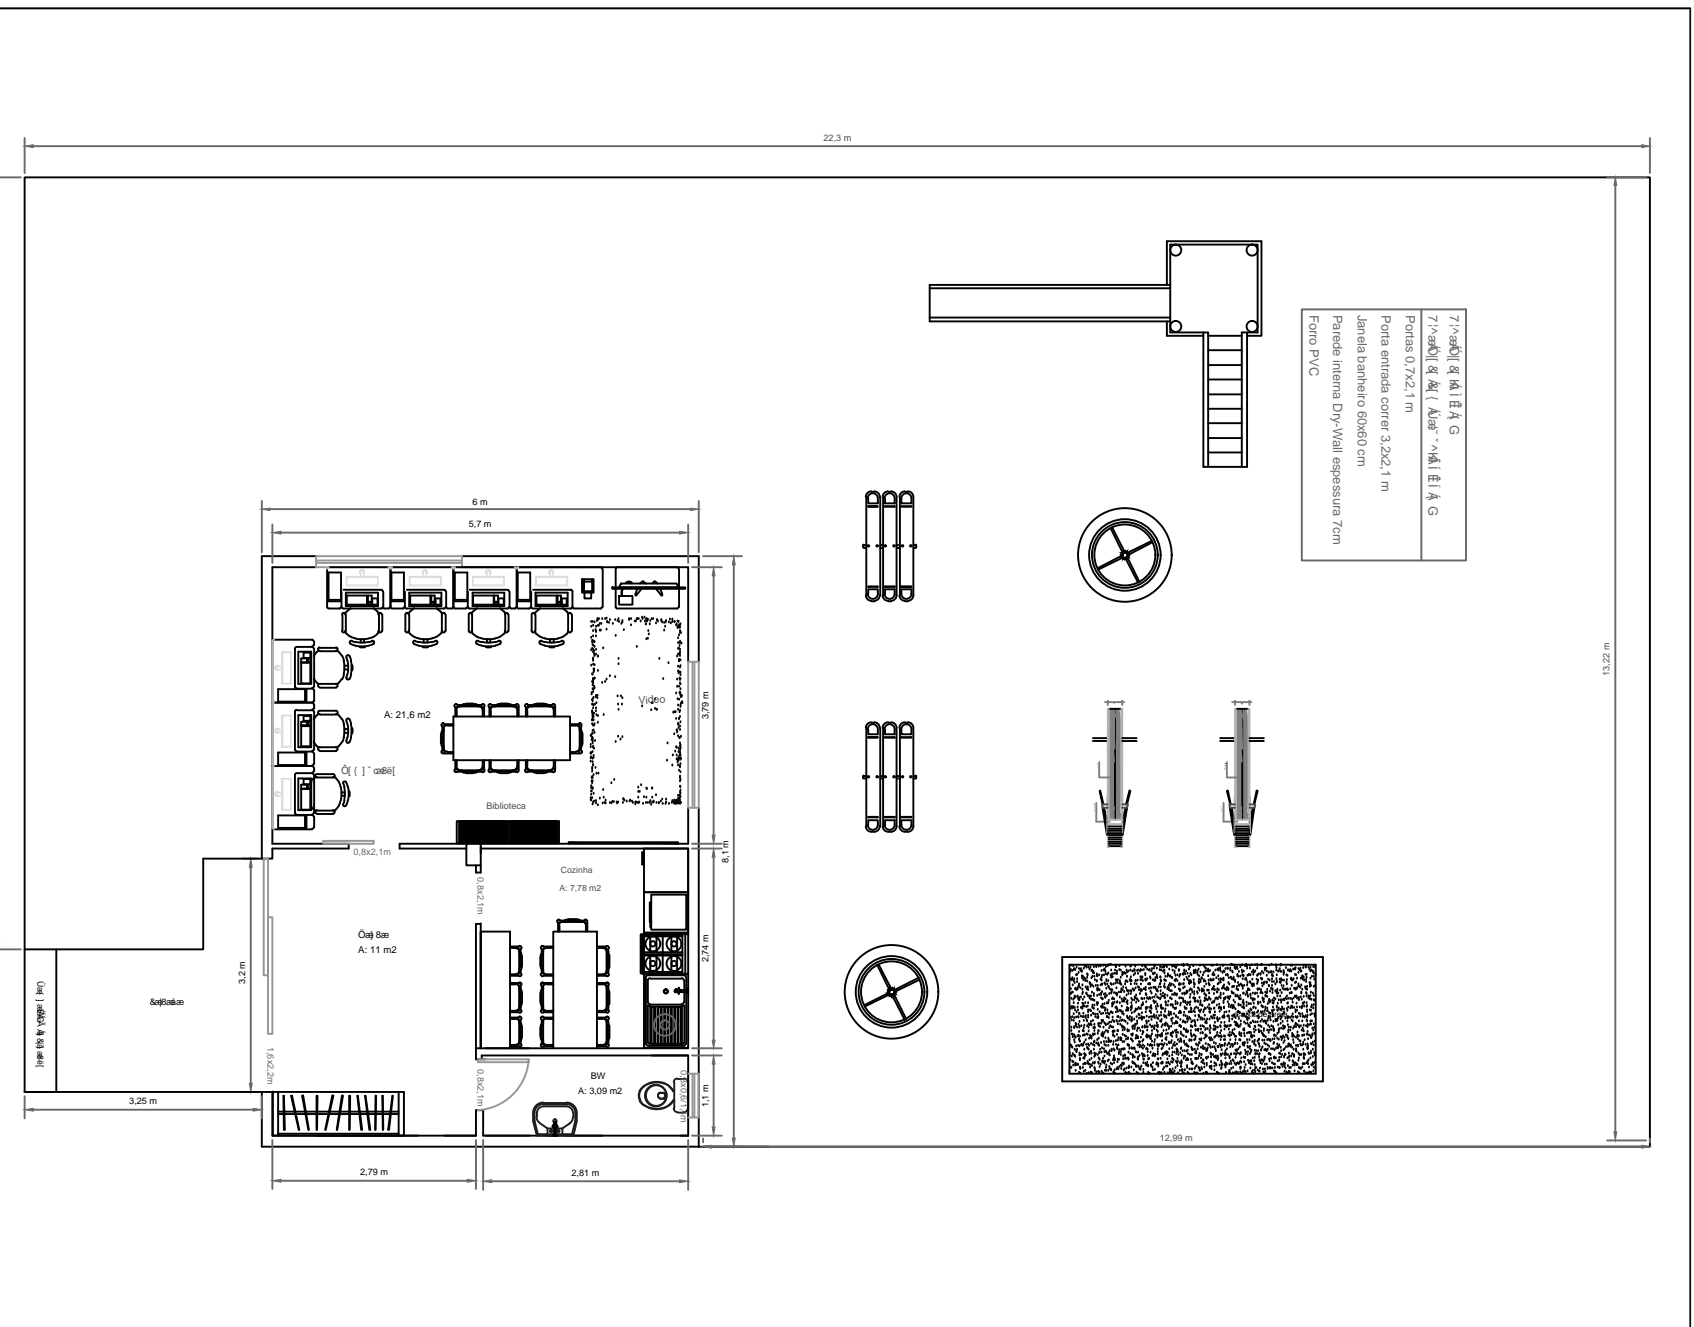 22,3 m
6 m
5,7 m
A: 21,6 m2
Video
Biblioteca
3,79 m
8,1 m
0,8x2,1m
Cozinha
A: 7,78 m2
0,8x2,1m
A: 11 m2
2,74 m
3,2 m
1,6x2,2m
0,8x2,1m
BW
A: 3,09 m2
1,1 m
3,25 m
2,79 m
2,81 m
12,99 m
13,22 m
Portas 0,7x2,1 m
Porta entrada correr 3,2x2,1 m
Janela banheiro 60x60 cm
Parede interna Dry-Wall espessura 7cm
Forro PVC